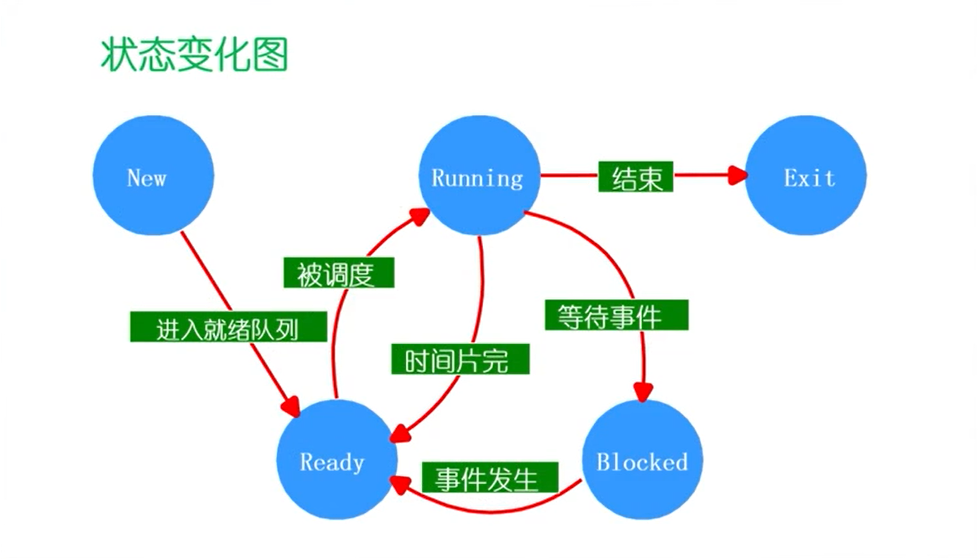 状态变化图
New
Running
结束
Exit
被调度
进入就绪队列
等待事件
时间片完
Ready
事件发生
Blocked